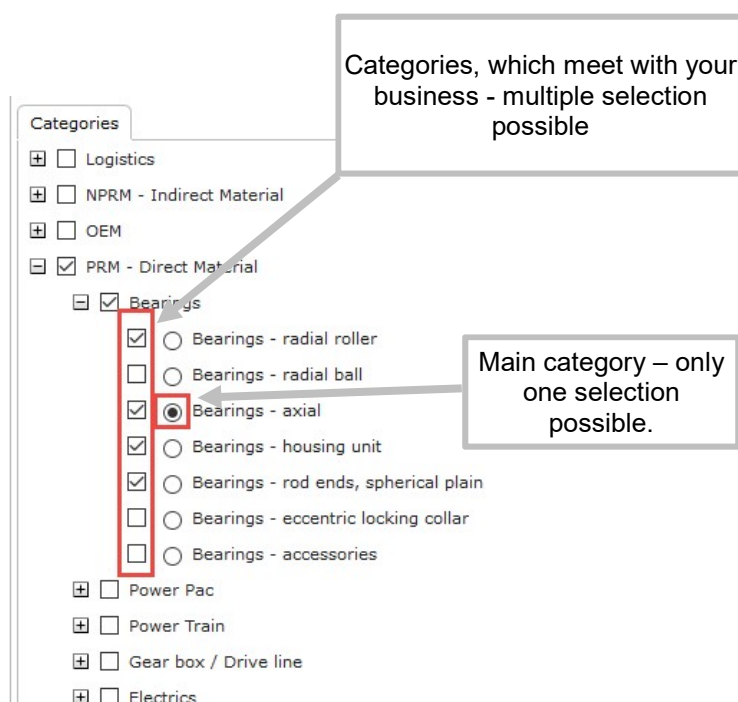 Categories, which meet with your
business - multiple selection
possible
Categories
Logistics
NPRM - Indirect Material
OEM
PRM - Direct Material
Bearings
Bearings - radial roller
Bearings - radial ball
Main category – only
one selection
possible.
Bearings - axial
Bearings - housing unit
Bearings - rod ends, spherical plain
Bearings - eccentric locking collar
Bearings - accessories
Power Pac
Power Train
Gear box / Drive line
Electrics